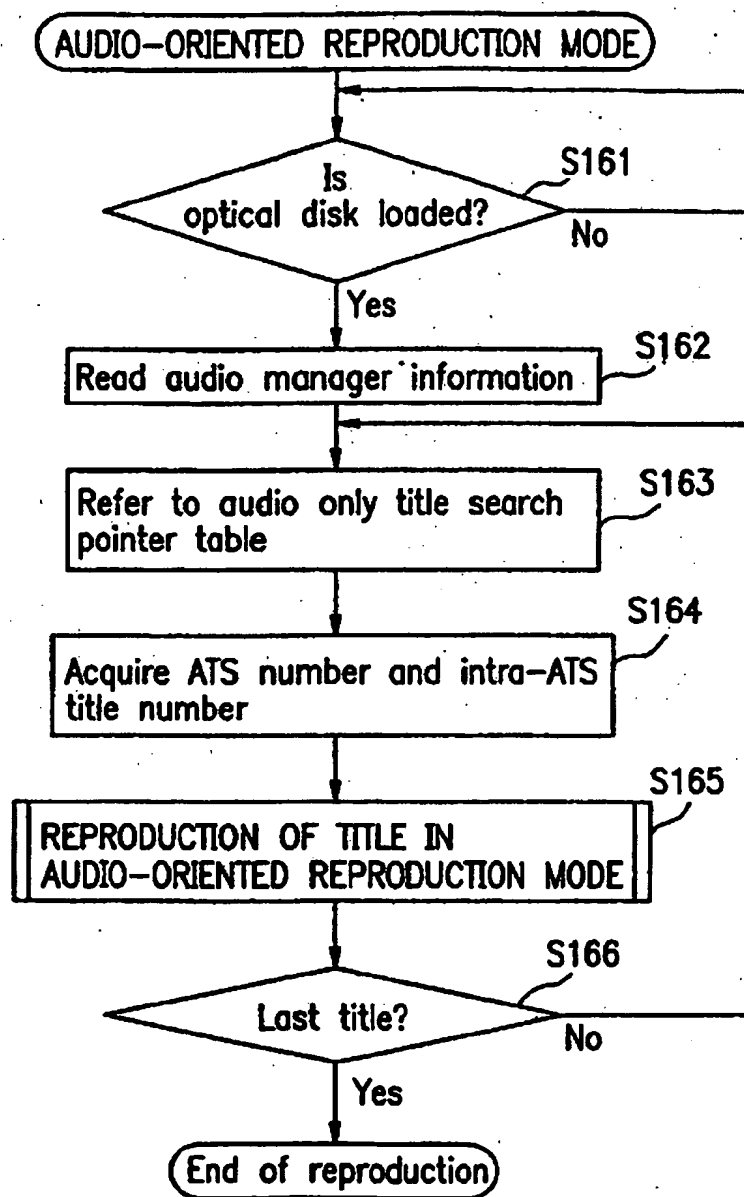 AUDIO-ORIENTED REPRODUCTION MODE
Is
optical disk loaded?
S161
No
Yes
S162
Read audio manager information
S163
Refer to audio only title search
pointer table
S164
Acquire ATS number and intra-ATS
title number
S165
REPRODUCTION OF TITLE IN
AUDIO-ORIENTED REPRODUCTION MODE
S166
Last title?
No
Yes
End of reproduction